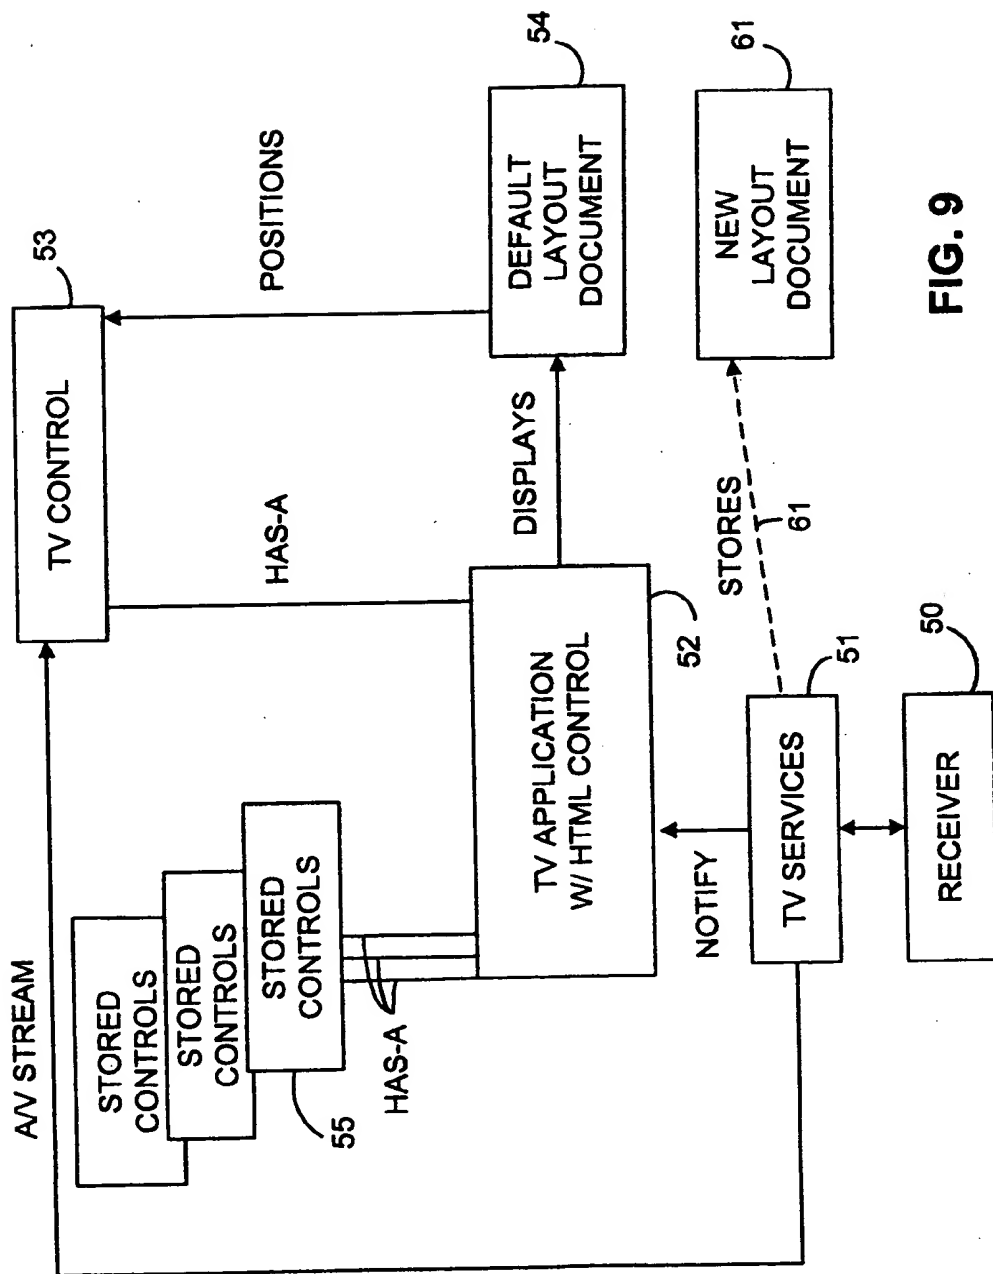 A/V STREAM
TV CONTROL
53
STORED
CONTROLS
STORED
CONTROLS
STORED
CONTROLS
55
HAS-A
HAS-A
POSITIONS
TV APPLICATION
W/ HTML CONTROL
52
DISPLAYS
DEFAULT
LAYOUT
DOCUMENT
54
NOTIFY
TV SERVICES
51
STORES
61
NEW
LAYOUT
DOCUMENT
61
RECEIVER
50
FIG. 9